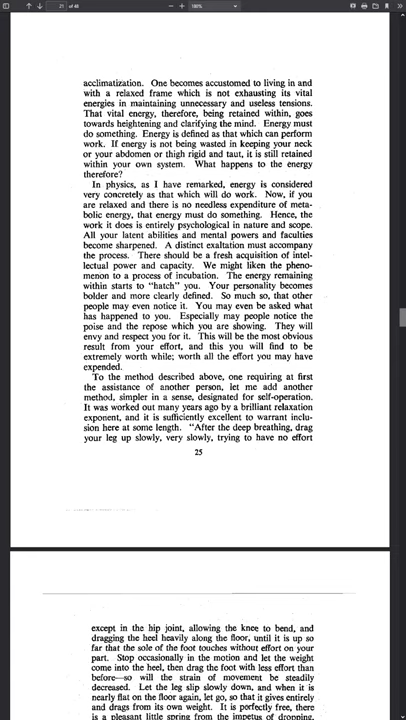 21 of 48
180%
acclimatization. One becomes accustomed to living in and
with a relaxed frame which is not exhausting its vital
energies in maintaining unnecessary and useless tensions.
That vital energy, therefore, being retained within, goes
towards heightening and clarifying the mind. Energy must
do something. Energy is defined as that which can perform
work. If energy is not being wasted in keeping your neck
or your abdomen or thigh rigid and taut, it is still retained
within your own system. What happens to the energy
therefore?
In physics, as I have remarked, energy is considered
very concretely as that which will do work. Now, if you
are relaxed and there is no needless expenditure of meta-
bolic energy, that energy must do something. Hence, the
work it does is entirely psychological in nature and scope.
All your latent abilities and mental powers and faculties
become sharpened. A distinct exaltation must accompany
the process. There should be a fresh acquisition of intel-
lectual power and capacity. We might liken the pheno-
menon to a process of incubation. The energy remaining
within starts to "hatch" you. Your personality becomes
bolder and more clearly defined. So much so, that other
people may even notice it. You may even be asked what
has happened to you. Especially may people notice the
poise and the repose which you are showing. They will
envy and respect you for it. This will be the most obvious
result from your effort, and this you will find to be
extremely worth while; worth all the effort you may have
expended.
To the method described above, one requiring at first
the assistance of another person, let me add another
method, simpler in a sense, designated for self-operation.
It was worked out many years ago by a brilliant relaxation
exponent, and it is sufficiently excellent to warrant inclu-
sion here at some length. "After the deep breathing, drag
your leg up slowly, very slowly, trying to have no effort
25
except in the hip joint, allowing the knee to bend, and
dragging the heel heavily along the floor, until it is up so
far that the sole of the foot touches without effort on your
part. Stop occasionally in the motion and let the weight
come into the heel, then drag the foot with less effort than
before—so will the strain of movement be steadily
decreased. Let the leg slip slowly down, and when it is
nearly flat on the floor again, let go, so that it gives entirely
and drags from its own weight. It is perfectly free, there
is a pleasant little spring from the impetus of dropping,